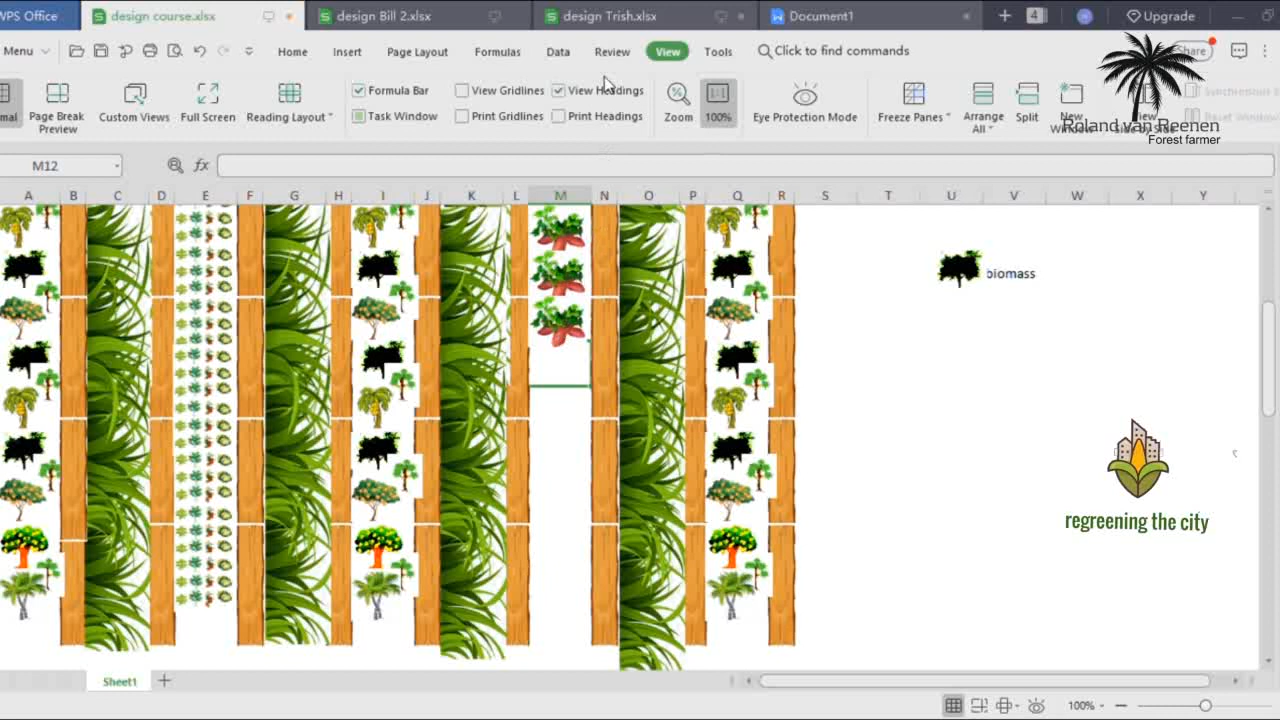 WPS Office design course.xlsx design Bill 2.xlsx design Trish.xlsx Document1 4 Upgrade
Menu Home Insert Page Layout Formulas Data Review View Tools Click to find commands Share
Formula Bar View Gridlines View Headings
Page Break Preview Custom Views Full Screen Reading Layout Task Window Print Gridlines Print Headings Zoom 100% Eye Protection Mode Freeze Panes Arrange All Split New Window
Roland van Reenen
Forest farmer
M12 fx
A B C D E F G H I J K L M N O P Q R S T U V W X Y
biomass
regreening the city
Sheet1
100%